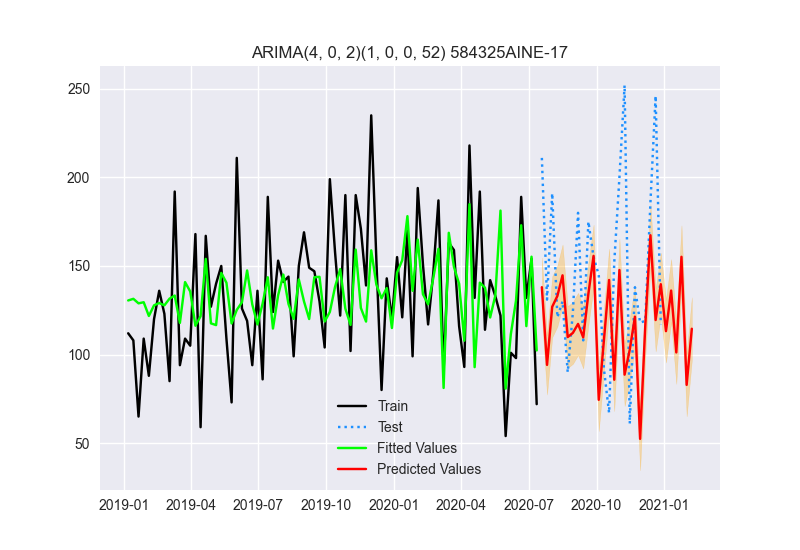 ARIMA(4, 0, 2)(1, 0, 0, 52) 584325AINE-17
250
200
150
100
50
Train
Test
Fitted Values
Predicted Values
2019-01 2019-04 2019-07 2019-10 2020-01 2020-04 2020-07 2020-10 2021-01